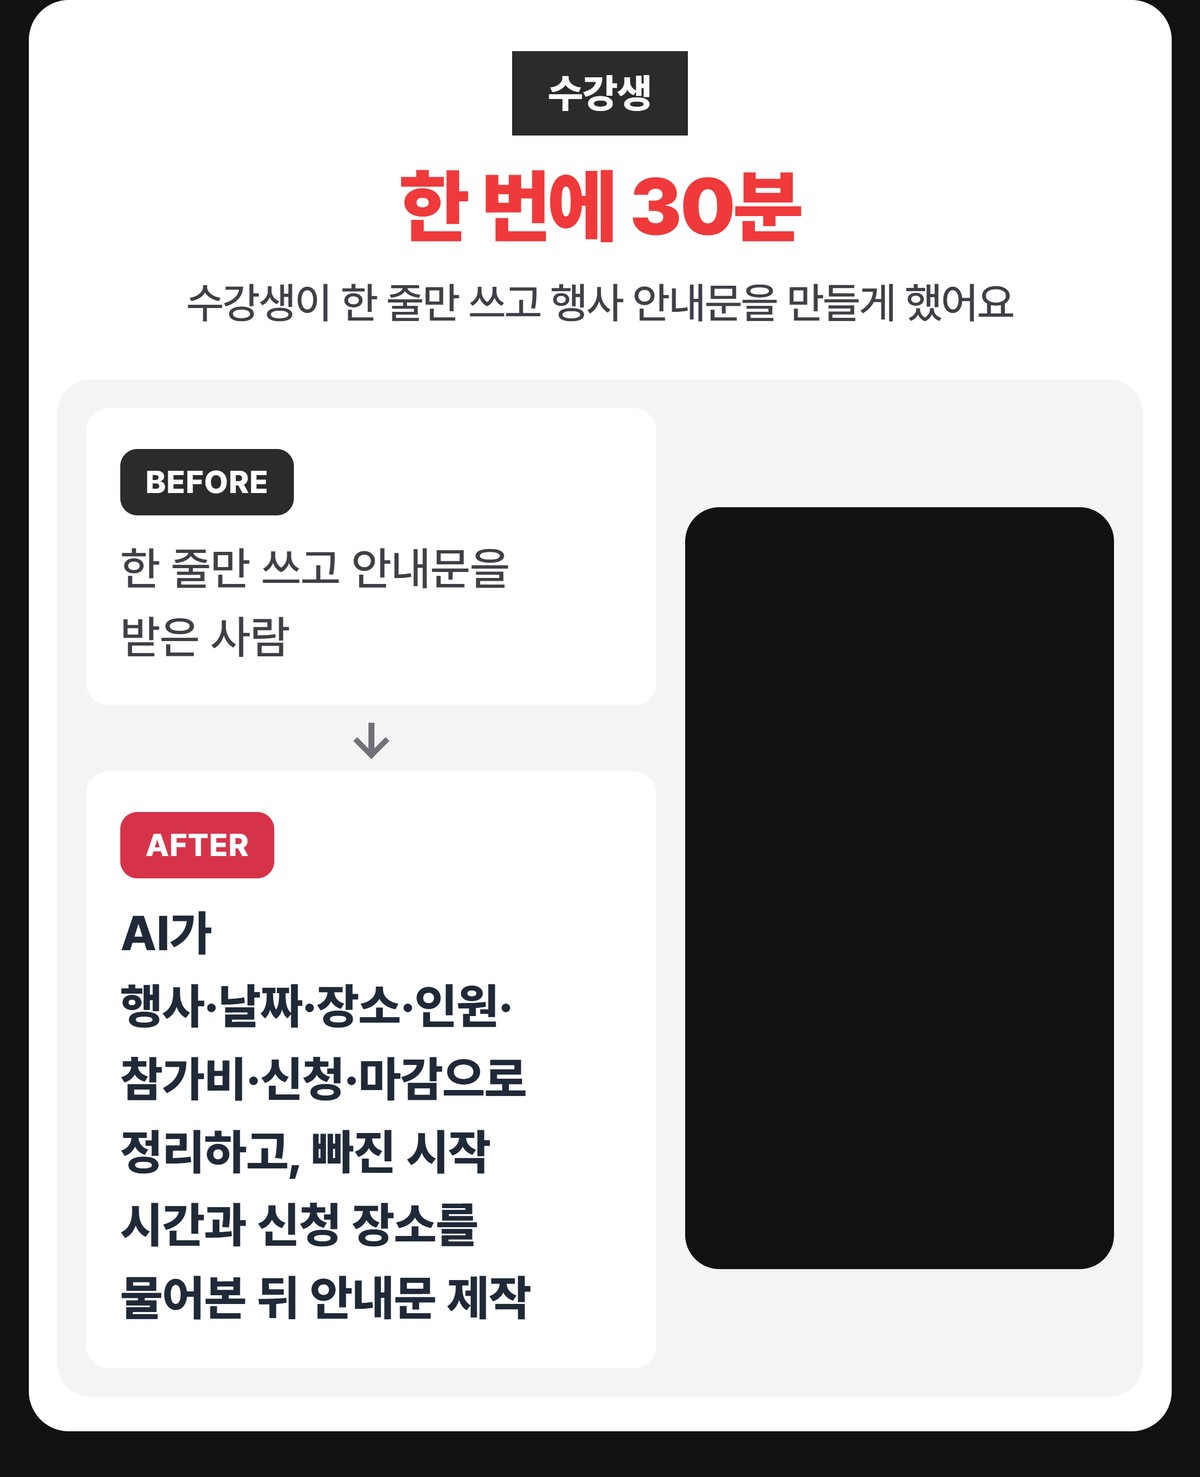 수강생
한 번에 30분
수강생이 한 줄만 쓰고 행사 안내문을 만들게 했어요
BEFORE
한 줄만 쓰고 안내문을
받은 사람
↓
AFTER
AI가
행사·날짜·장소·인원·
참가비·신청·마감으로
정리하고, 빠진 시작
시간과 신청 장소를
물어본 뒤 안내문 제작